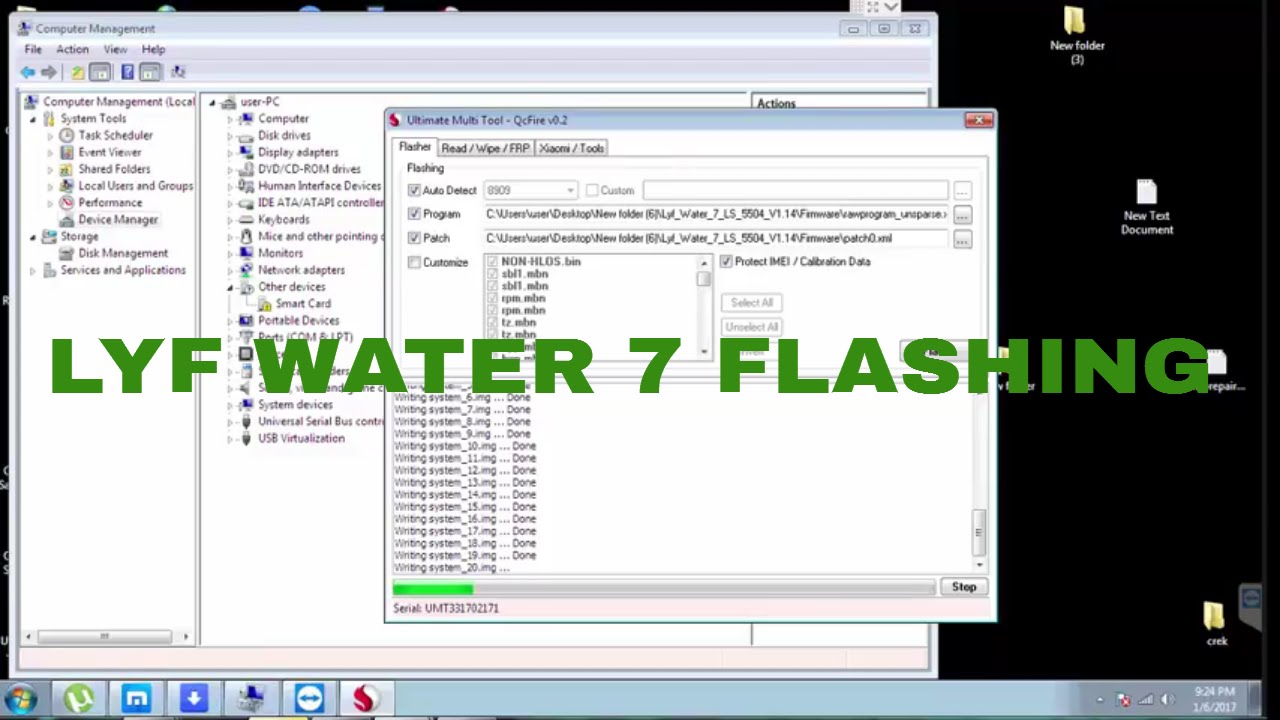 Computer Management
File Action View Help
Computer Management (Local
System Tools
Task Scheduler
Event Viewer
Shared Folders
Local Users and Groups
Performance
Device Manager
Storage
Disk Management
Services and Applications
user-PC
Computer
Disk drives
Display adapters
DVD/CD-ROM drives
Human Interface Devices
IDE ATA/ATAPI controller
Keyboards
Mice and other pointing d
Monitors
Network adapters
Other devices
Smart Card
Portable Devices
Ports (COM & LPT)
System devices
Universal Serial Bus contr
USB Virtualization
Actions
Ultimate Multi Tool - QcFire v0.2
Flasher Read / Wipe / FRP Xiaomi / Tools
Flashing
Auto Detect 8909 Custom ...
Program C:\Users\user\Desktop\New folder (6)\Lyf_Water_7_LS_5504_V1.14\Firmware\rawprogram_unsparse.x ...
Patch C:\Users\user\Desktop\New folder (6)\Lyf_Water_7_LS_5504_V1.14\Firmware\patch0.xml ...
Customize
NON-HLOS.bin
sbl1.mbn
sbl1.mbn
rpm.mbn
rpm.mbn
tz.mbn
tz.mbn
Protect IMEI / Calibration Data
Select All
Unselect All
LYF WATER 7 FLASHING
Writing system_6.img ... Done
Writing system_7.img ... Done
Writing system_8.img ... Done
Writing system_9.img ... Done
Writing system_10.img ... Done
Writing system_11.img ... Done
Writing system_12.img ... Done
Writing system_13.img ... Done
Writing system_14.img ... Done
Writing system_15.img ... Done
Writing system_16.img ... Done
Writing system_17.img ... Done
Writing system_18.img ... Done
Writing system_19.img ... Done
Writing system_20.img ...
Stop
Serial: UMT331702171
New folder
(3)
New Text
Document
crek
9:24 PM
1/6/2017